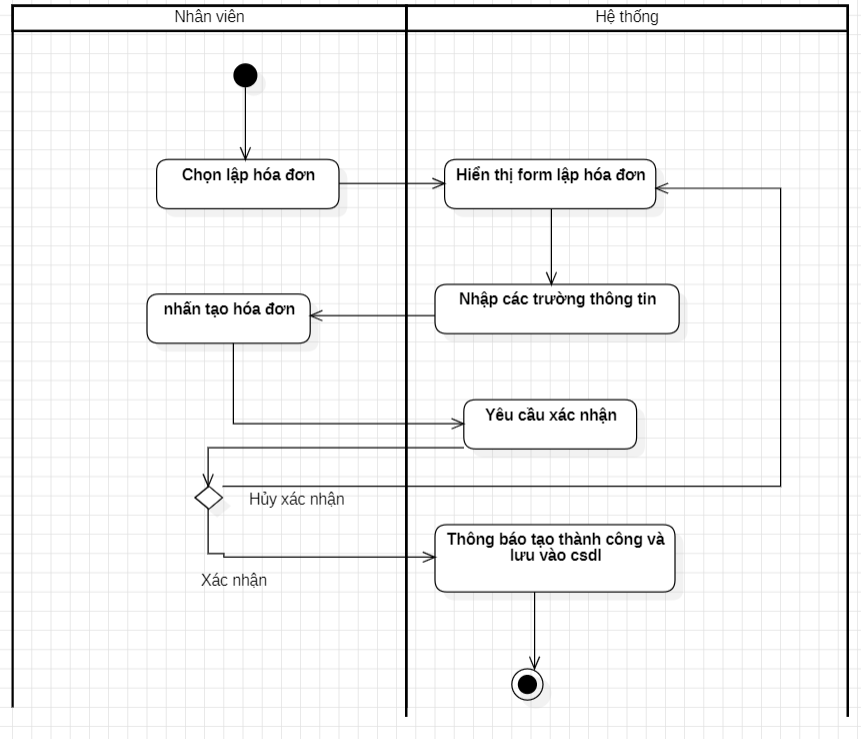 Nhân viên
Hệ thống
Chọn lập hóa đơn
Hiển thị form lập hóa đơn
Nhập các trường thông tin
nhấn tạo hóa đơn
Yêu cầu xác nhận
Hủy xác nhận
Thông báo tạo thành công và
lưu vào csdl
Xác nhận